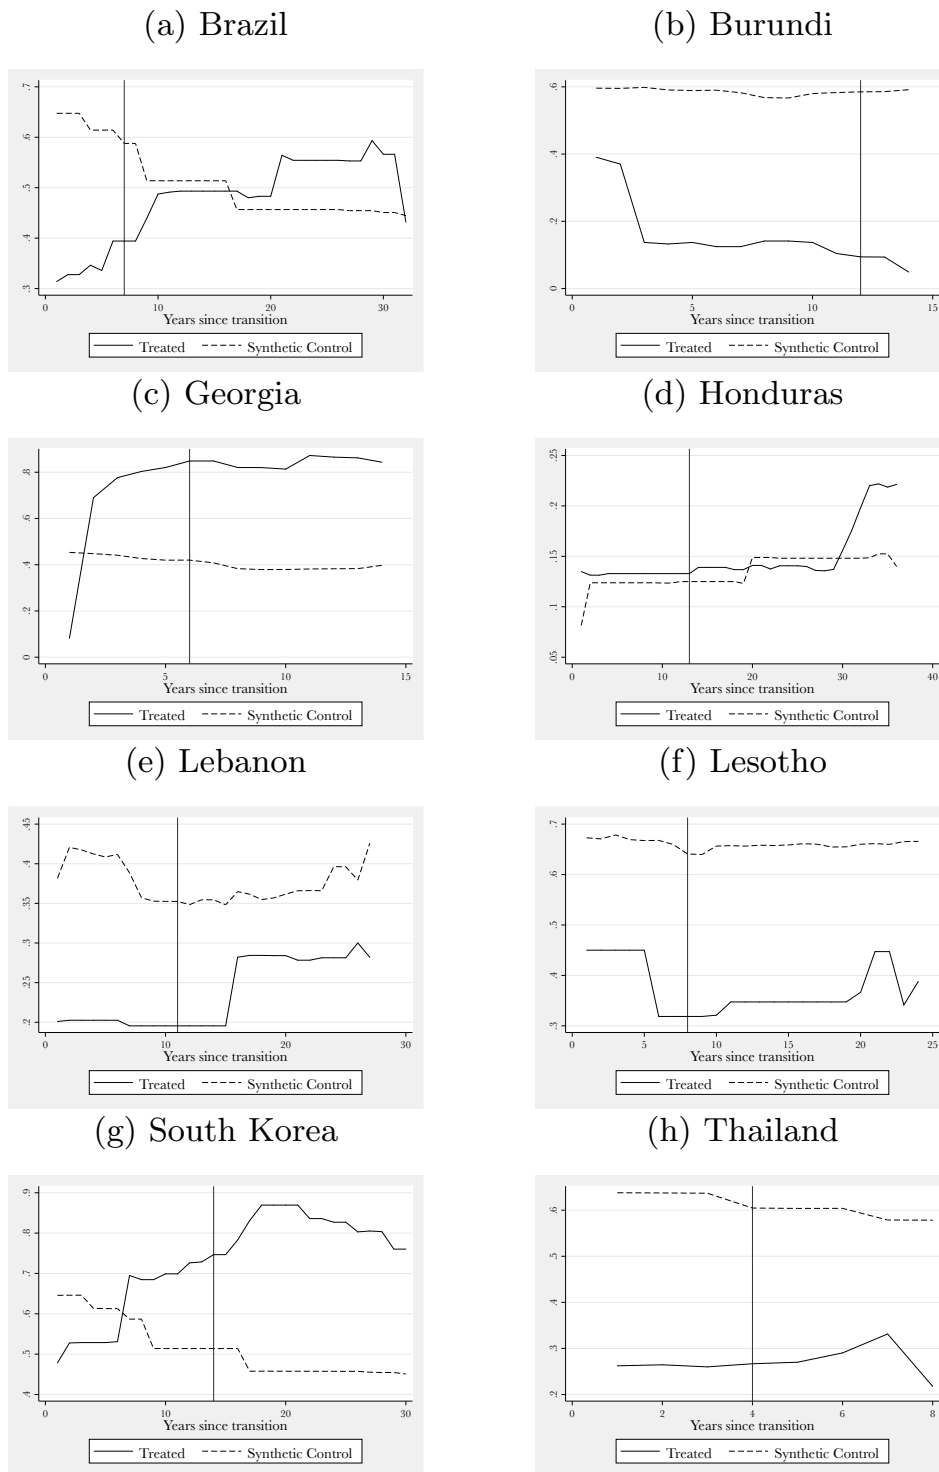 (a) Brazil
(b) Burundi
.7
.6
.5
.4
.3
0
10
20
30
Years since transition
Treated
Synthetic Control
.6
.4
.2
0
0
5
10
15
Years since transition
Treated
Synthetic Control
(c) Georgia
(d) Honduras
.8
.6
.4
.2
0
0
5
10
15
Years since transition
Treated
Synthetic Control
.25
.2
.15
.1
.05
0
10
20
30
40
Years since transition
Treated
Synthetic Control
(e) Lebanon
(f) Lesotho
.45
.4
.35
.3
.25
.2
0
10
20
30
Years since transition
Treated
Synthetic Control
.7
.6
.5
.4
.3
0
5
10
15
20
25
Years since transition
Treated
Synthetic Control
(g) South Korea
(h) Thailand
.9
.8
.7
.6
.5
.4
0
10
20
30
Years since transition
Treated
Synthetic Control
.6
.5
.4
.3
.2
0
2
4
6
8
Years since transition
Treated
Synthetic Control